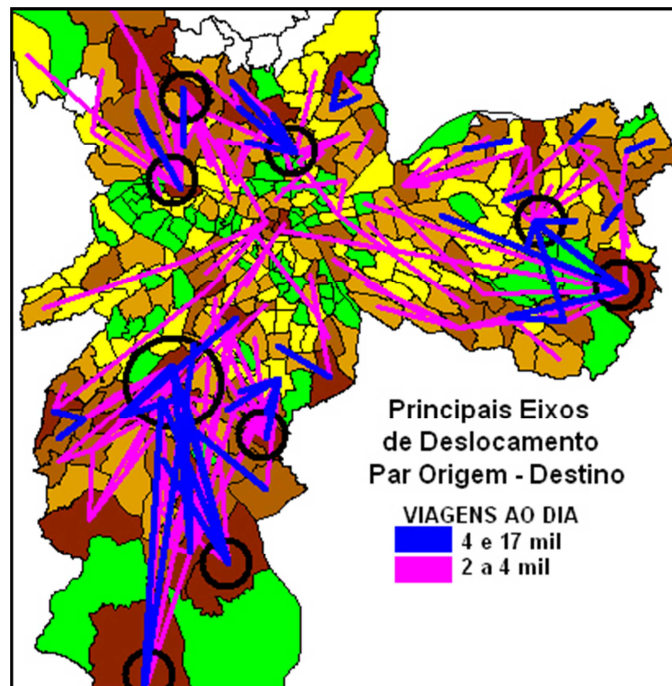 Principais Eixos
de Deslocamento
Par Origem - Destino
VIAGENS AO DIA
4 e 17 mil
2 a 4 mil